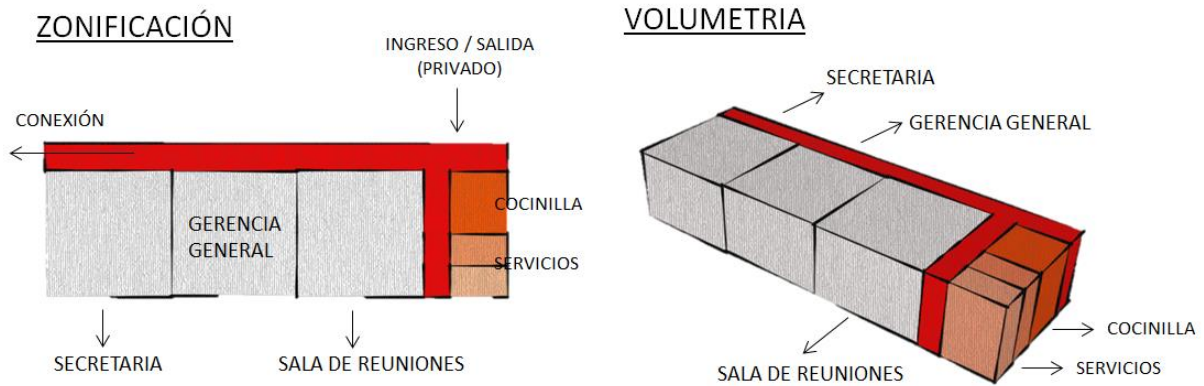 ZONIFICACIÓN
INGRESO / SALIDA
(PRIVADO)
CONEXIÓN
COCINILLA
GERENCIA
GENERAL
SERVICIOS
SECRETARIA
SALA DE REUNIONES
VOLUMETRIA
SECRETARIA
GERENCIA GENERAL
COCINILLA
SALA DE REUNIONES
SERVICIOS